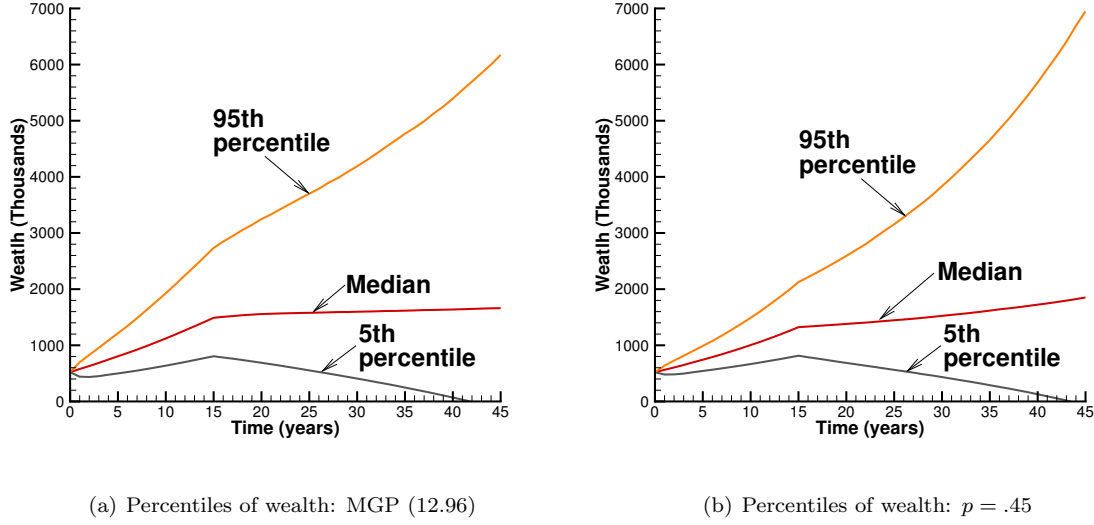 7000
6000
5000
4000
3000
2000
1000
0
Weatlh (Thousands)
95th
percentile
Median
5th
percentile
0 5 10 15 20 25 30 35 40 45
Time (years)
(a) Percentiles of wealth: MGP (12.96)
7000
6000
5000
4000
3000
2000
1000
0
Weatlh (Thousands)
95th
percentile
Median
5th
percentile
0 5 10 15 20 25 30 35 40 45
Time (years)
(b) Percentiles of wealth: p = .45